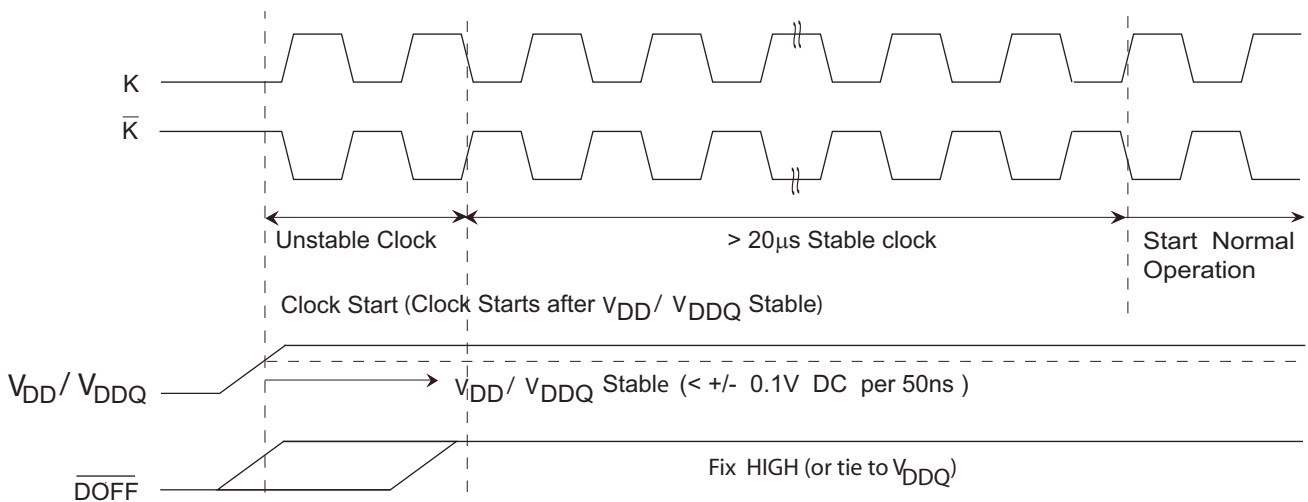 K
K̅
Unstable Clock
> 20μs Stable clock
Start Normal
Operation
Clock Start (Clock Starts after VDD/ VDDQ Stable)
VDD/ VDDQ
VDD/ VDDQ Stable (< +/- 0.1V DC per 50ns )
Fix HIGH (or tie to VDDQ)
D̅O̅F̅F̅